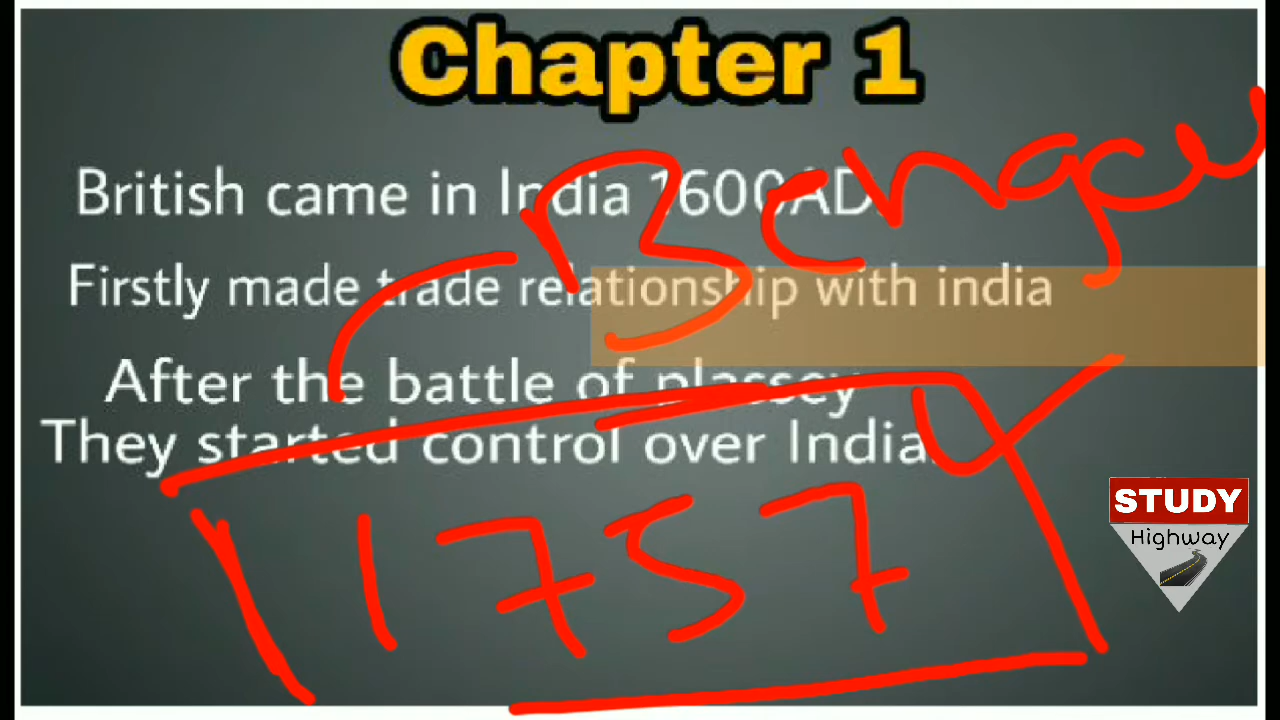 Chapter 1
British came in India 1600AD.
Bengal
Firstly made trade relationship with india
After the battle of plassey
They started control over India.
1757
STUDY
Highway